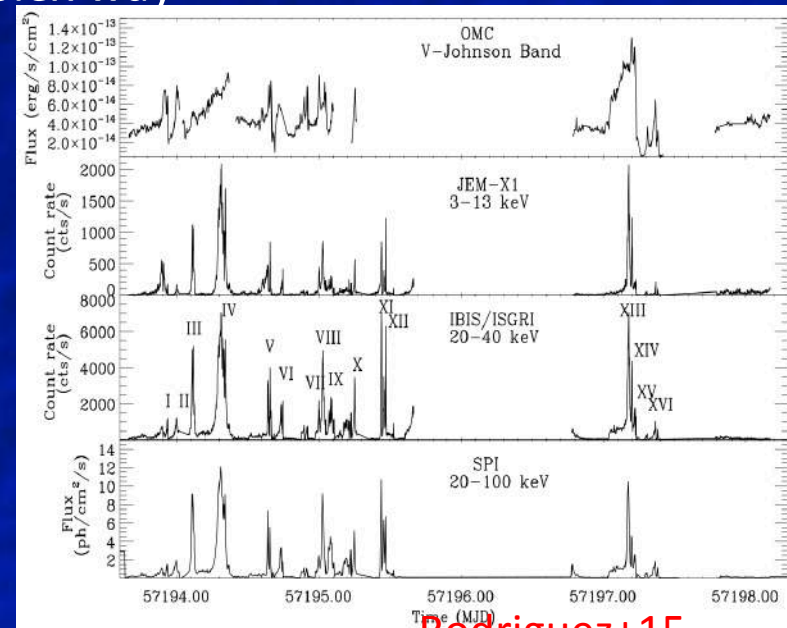 OMC
V-Johnson Band
Flux (erg/s/cm²)
1.4×10⁻¹³
1.2×10⁻¹³
1.0×10⁻¹³
8.0×10⁻¹⁴
6.0×10⁻¹⁴
4.0×10⁻¹⁴
2.0×10⁻¹⁴
JEM-X1
3-13 keV
Count rate
(cts/s)
2000
1500
1000
500
0
IBIS/ISGRI
20-40 keV
Count rate
(cts/s)
8000
6000
4000
2000
I II III IV V VI VII VIII IX X XI XII XIII XIV XV XVI
SPI
20-100 keV
Flux
(ph/cm²/s)
14
12
10
8
6
4
2
57194.00 57195.00 57196.00 57197.00 57198.00
Time (MJD)
Rodriguez+15